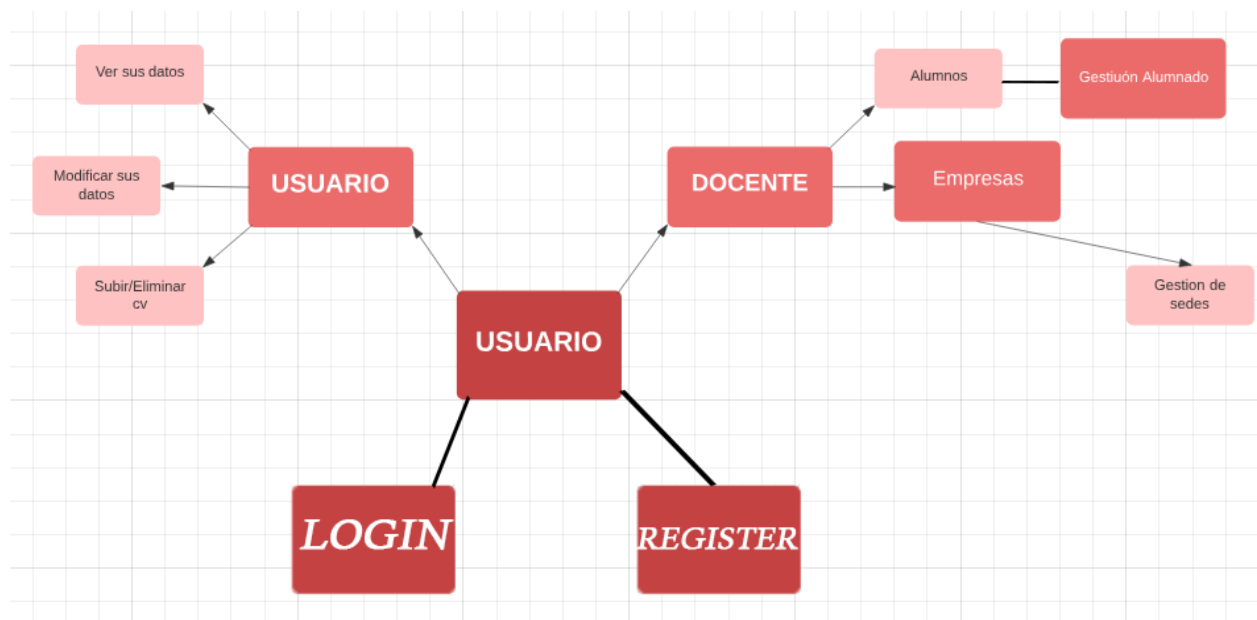 Ver sus datos
Alumnos
Gestiuón Alumnado
Modificar sus
datos
USUARIO
DOCENTE
Empresas
Subir/Eliminar
cv
Gestion de
sedes
USUARIO
LOGIN
REGISTER